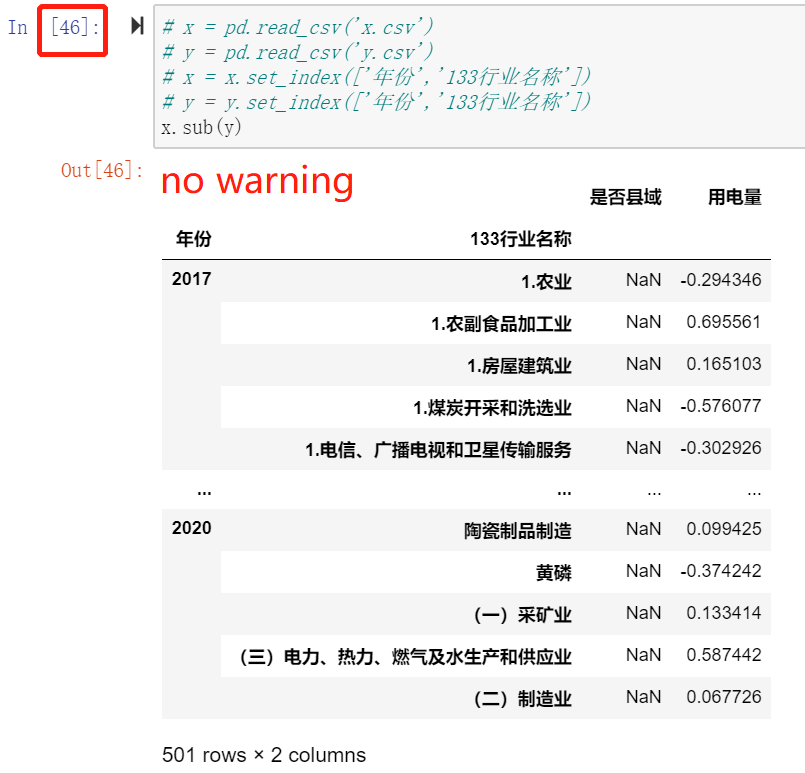 In [46]:
# x = pd.read_csv('x.csv')
# y = pd.read_csv('y.csv')
# x = x.set_index(['年份','133行业名称'])
# y = y.set_index(['年份','133行业名称'])
x.sub(y)
Out[46]:
no warning
是否县域 用电量
年份 133行业名称
2017 1.农业 NaN -0.294346
1.农副食品加工业 NaN 0.695561
1.房屋建筑业 NaN 0.165103
1.煤炭开采和洗选业 NaN -0.576077
1.电信、广播电视和卫星传输服务 NaN -0.302926
... ... ... ...
2020 陶瓷制品制造 NaN 0.099425
黄磷 NaN -0.374242
（一）采矿业 NaN 0.133414
（三）电力、热力、燃气及水生产和供应业 NaN 0.587442
（二）制造业 NaN 0.067726
501 rows × 2 columns